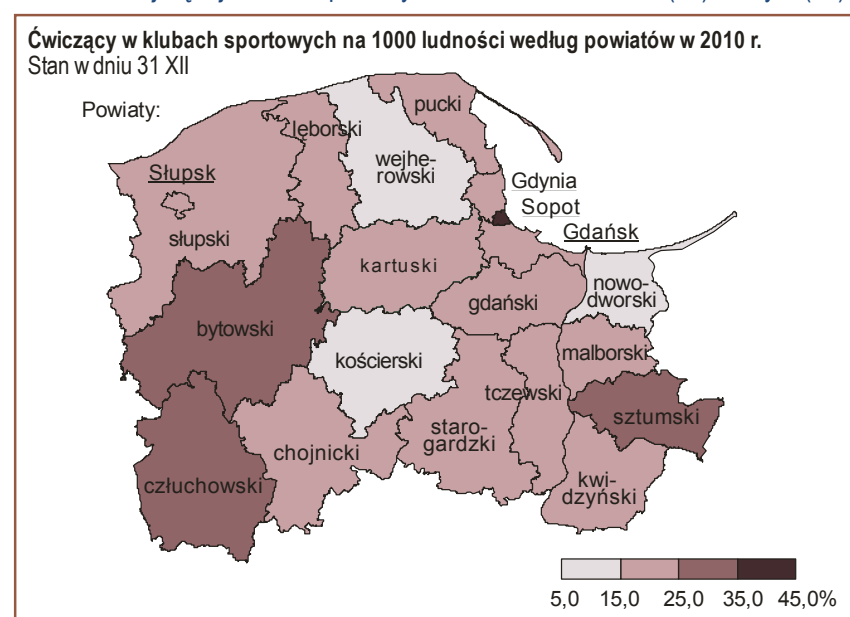 Ćwiczący w klubach sportowych na 1000 ludności według powiatów w 2010 r.
Stan w dniu 31 XII
Powiaty:
pucki
lęborski
wejhe-
rowski
Słupsk
Gdynia
Sopot
Gdańsk
słupski
kartuski
nowo-
dworski
gdański
bytowski
kościerski
malborski
tczewski
sztumski
staro-
gardzki
chojnicki
człuchowski
kwi-
dzyński
5,0 15,0 25,0 35,0 45,0%